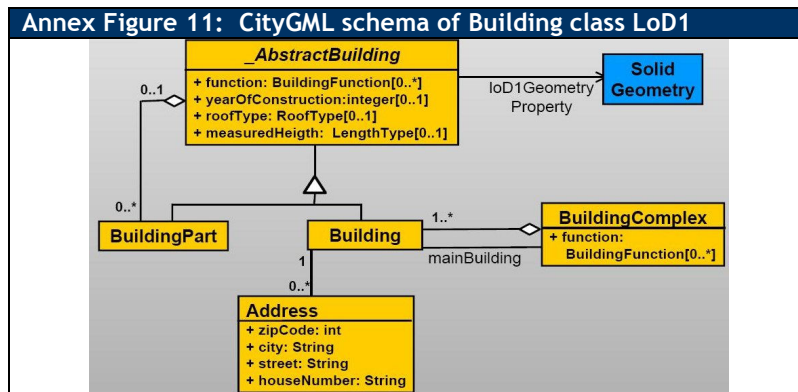 Annex Figure 11: CityGML schema of Building class LoD1
_AbstractBuilding
+ function: BuildingFunction[0..*]
+ yearOfConstruction:integer[0..1]
+ roofType: RoofType[0..1]
+ measuredHeigth: LengthType[0..1]
loD1Geometry
Property
Solid
Geometry
0..1
0..*
BuildingPart
Building
1..*
mainBuilding
BuildingComplex
+ function:
BuildingFunction[0..*]
1
0..*
Address
+ zipCode: int
+ city: String
+ street: String
+ houseNumber: String